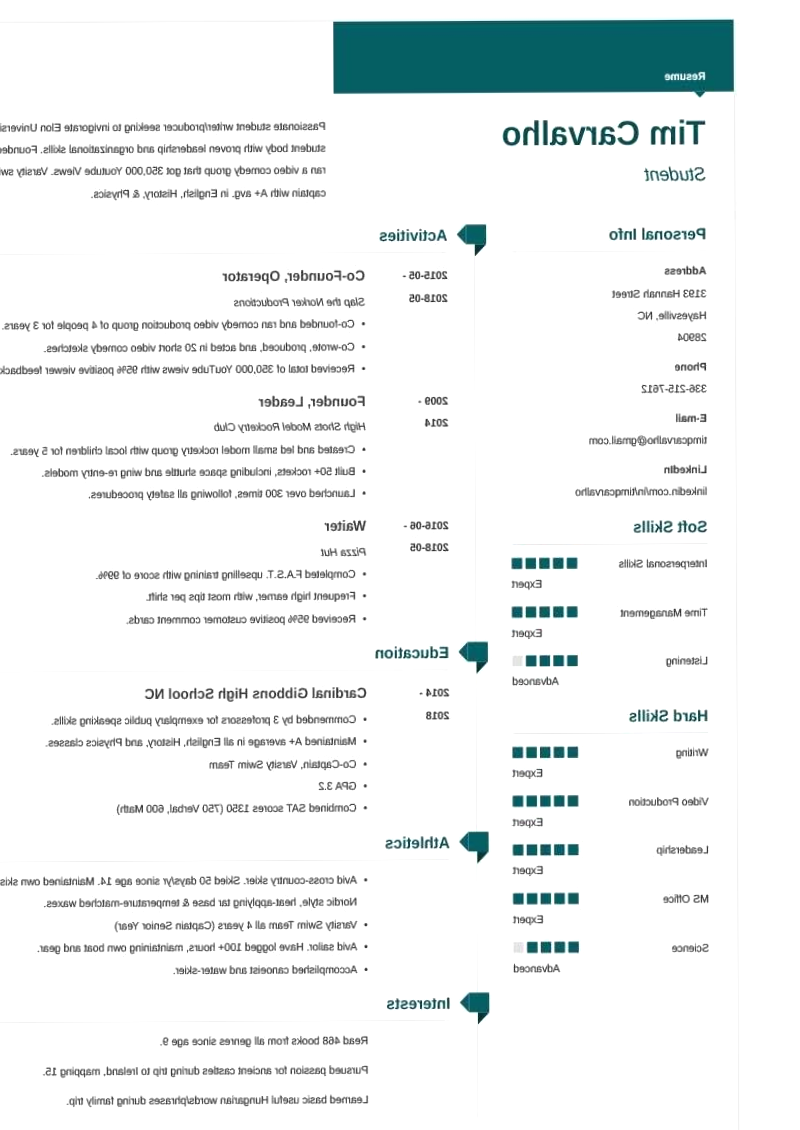 Resume
Tim Carvalho
Student
Passionate student writer/producer seeking to invigorate Elon
student body with proven leadership and organizational skills.
ran a video comedy group that got 350,000 Youtube Views. Varsity
captain with A+ avg. in English, History, & Physics.
Personal Info
Address
3193 Hannah Street
Hayesville, NC
28904
Phone
336-215-7612
E-mail
timpcarvalho@gmail.com
LinkedIn
linkedin.com/in/timpcarvalho
Soft Skills
Interpersonal Skills
Expert
Time Management
Expert
Listening
Advanced
Hard Skills
Writing
Expert
Video Production
Expert
Leadership
Expert
MS Office
Expert
Science
Advanced
Activities
2015-05 -
2018-05
Co-Founder, Operator
Slap the Norker Productions
• Co-founded and ran comedy video production group of 4 people for 3 years.
• Co-wrote, produced, and acted in 20 short video comedy sketches.
• Received total of 350,000 YouTube views with 95% positive viewer feedback
2009 -
2014
Founder, Leader
High Shots Model Rocketry Club
• Created and led small model rocketry group with local children for 5 years.
• Built 50+ rockets, including space shuttle and wing re-entry models.
• Launched over 300 times, following all safety procedures.
2016-06 -
2018-05
Waiter
Pizza Hut
• Completed F.A.S.T. upselling training with score of 99%.
• Frequent high earner, with most tips per shift.
• Received 95% positive customer comment cards.
Education
2014 -
2018
Cardinal Gibbons High School NC
• Commended by 3 professors for exemplary public speaking skills.
• Maintained A+ average in all English, History, and Physics classes.
• Co-Captain, Varsity Swim Team
• GPA 3.2
• Combined SAT scores 1350 (750 Verbal, 600 Math)
Athletics
• Avid cross-country skier. Skied 50 days/yr since age 14. Maintained own
Nordic style, heat-applying tar base & temperature-matched waxes.
• Varsity Swim Team all 4 years (Captain Senior Year)
• Avid sailor. Have logged 100+ hours, maintaining own boat and gear.
• Accomplished canoeist and water-skier.
Interests
Read 468 books from all genres since age 9.
Pursued passion for ancient castles during trip to Ireland, mapping 15.
Learned basic useful Hungarian words/phrases during family trip.